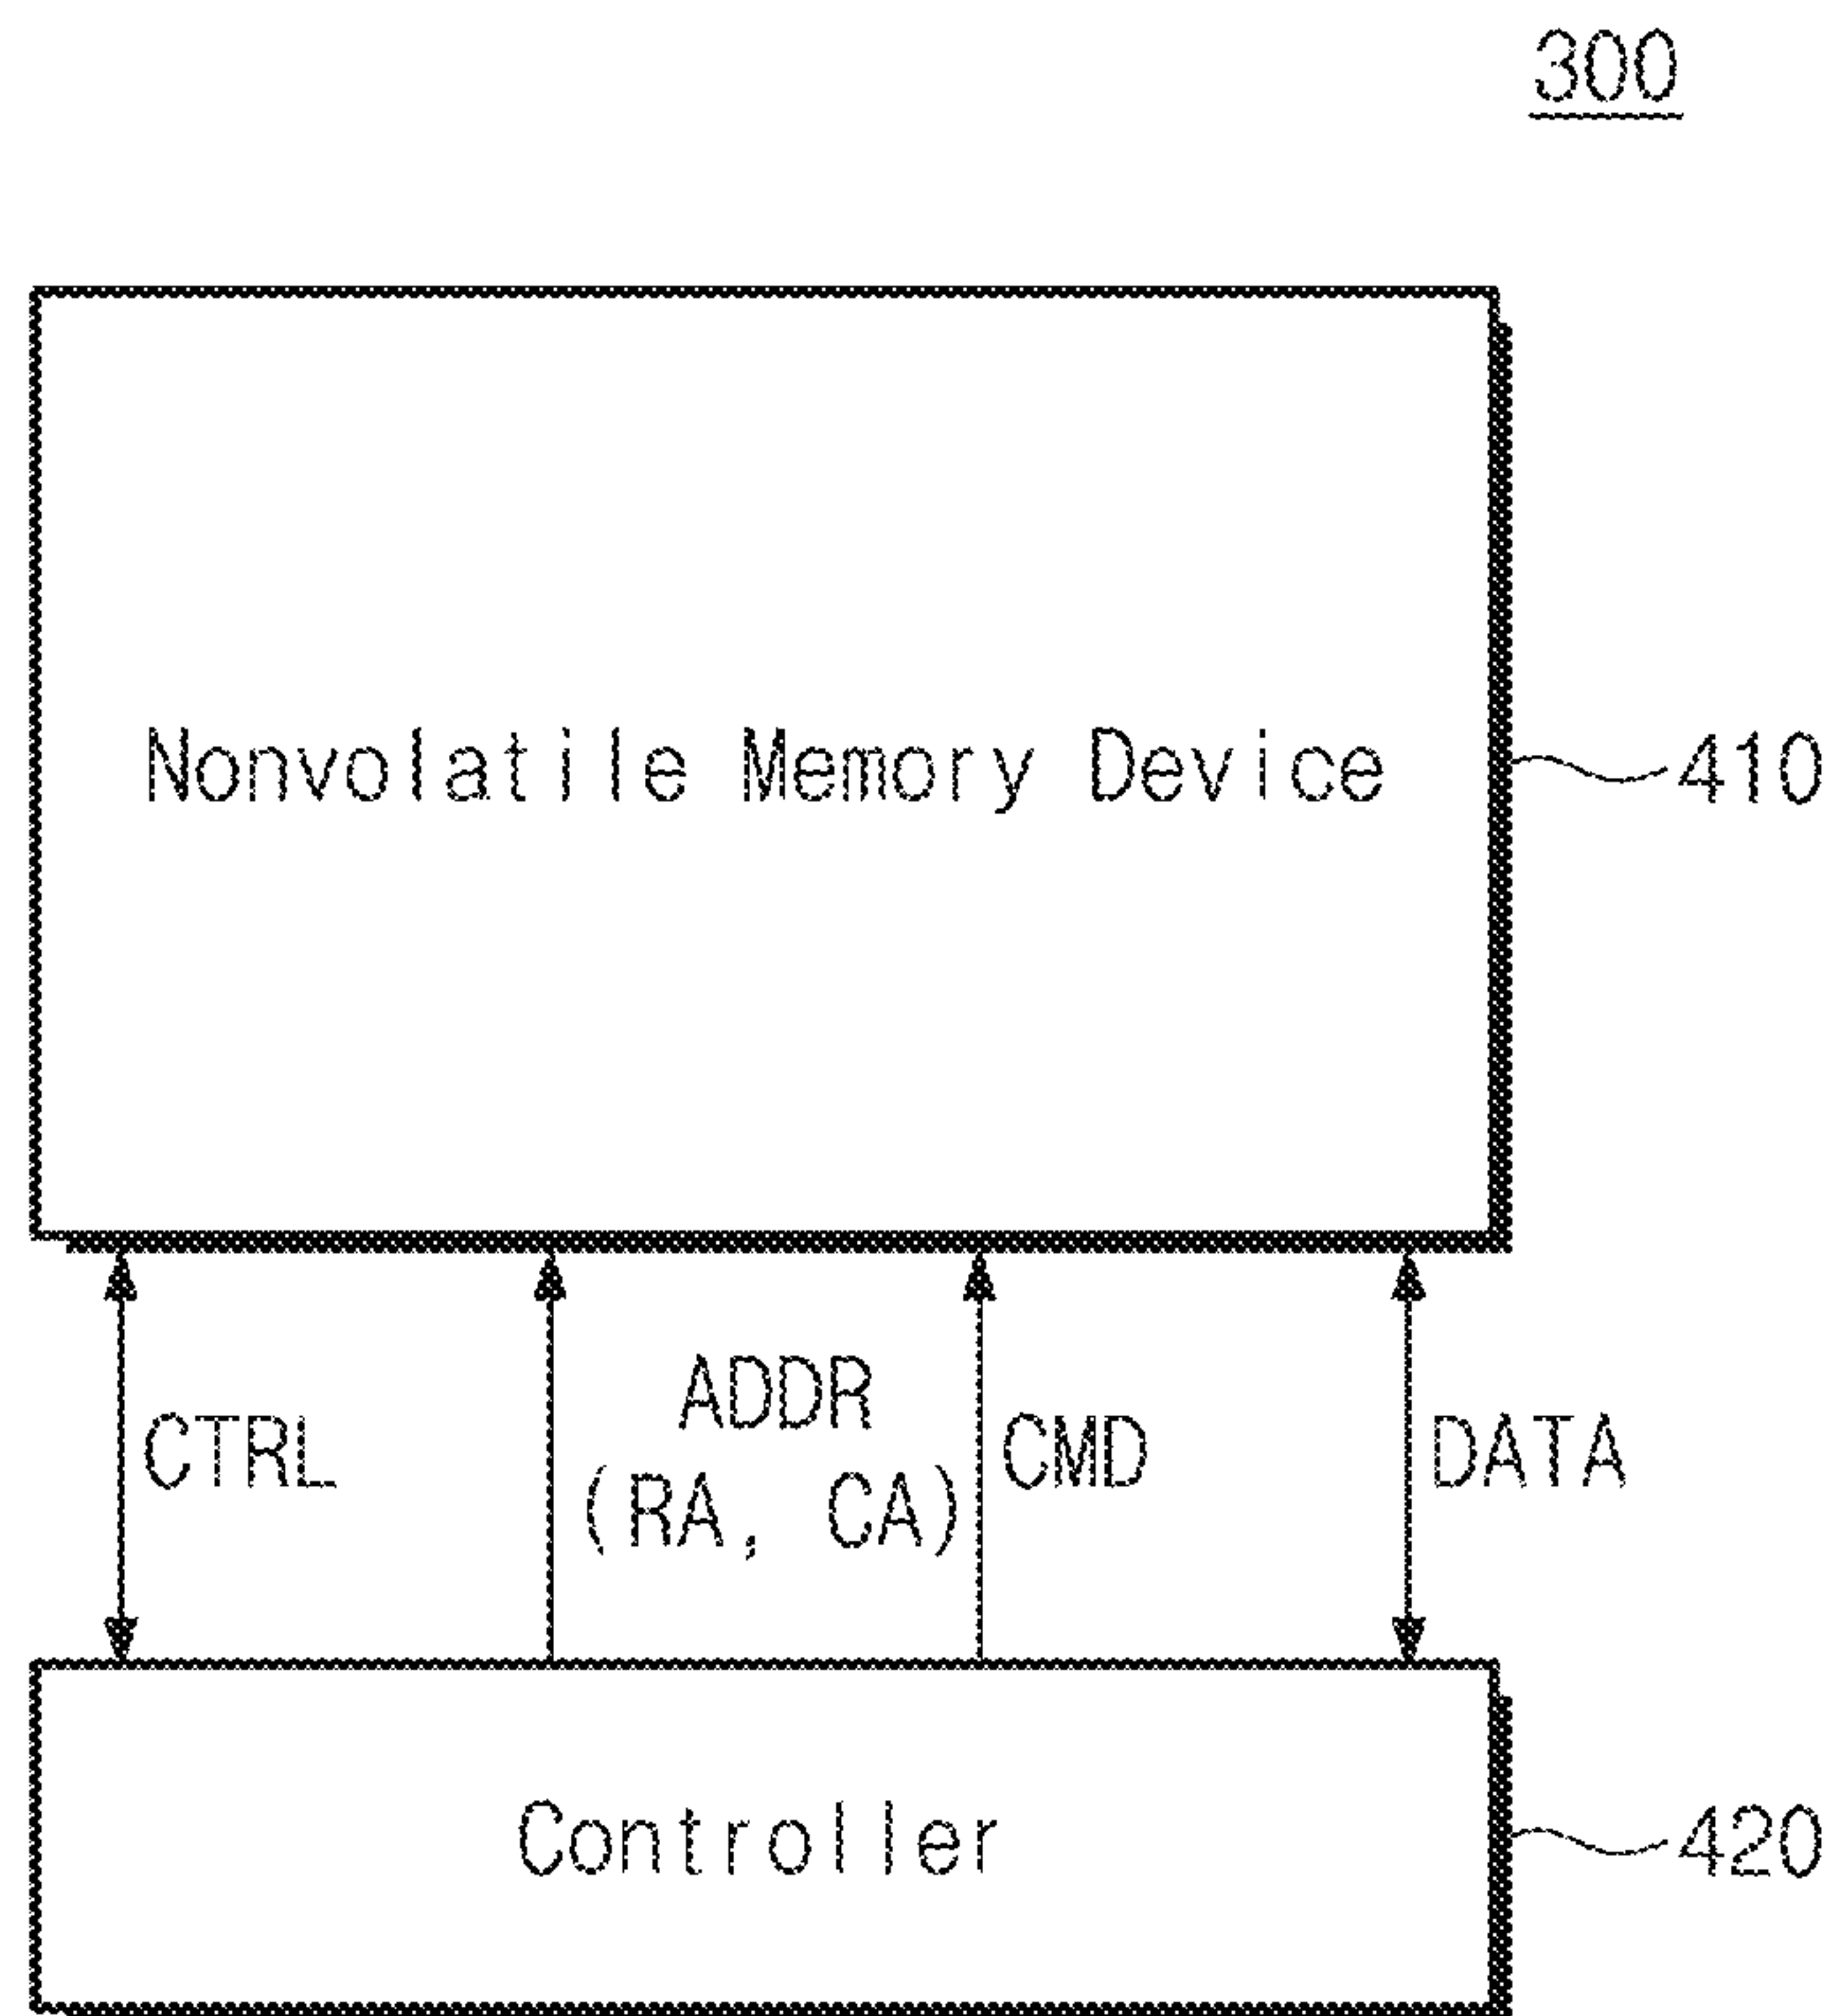 300
Nonvolatile Memory Device
410
CTRL
ADDR
(RA, CA)
CMD
DATA
Controller
420